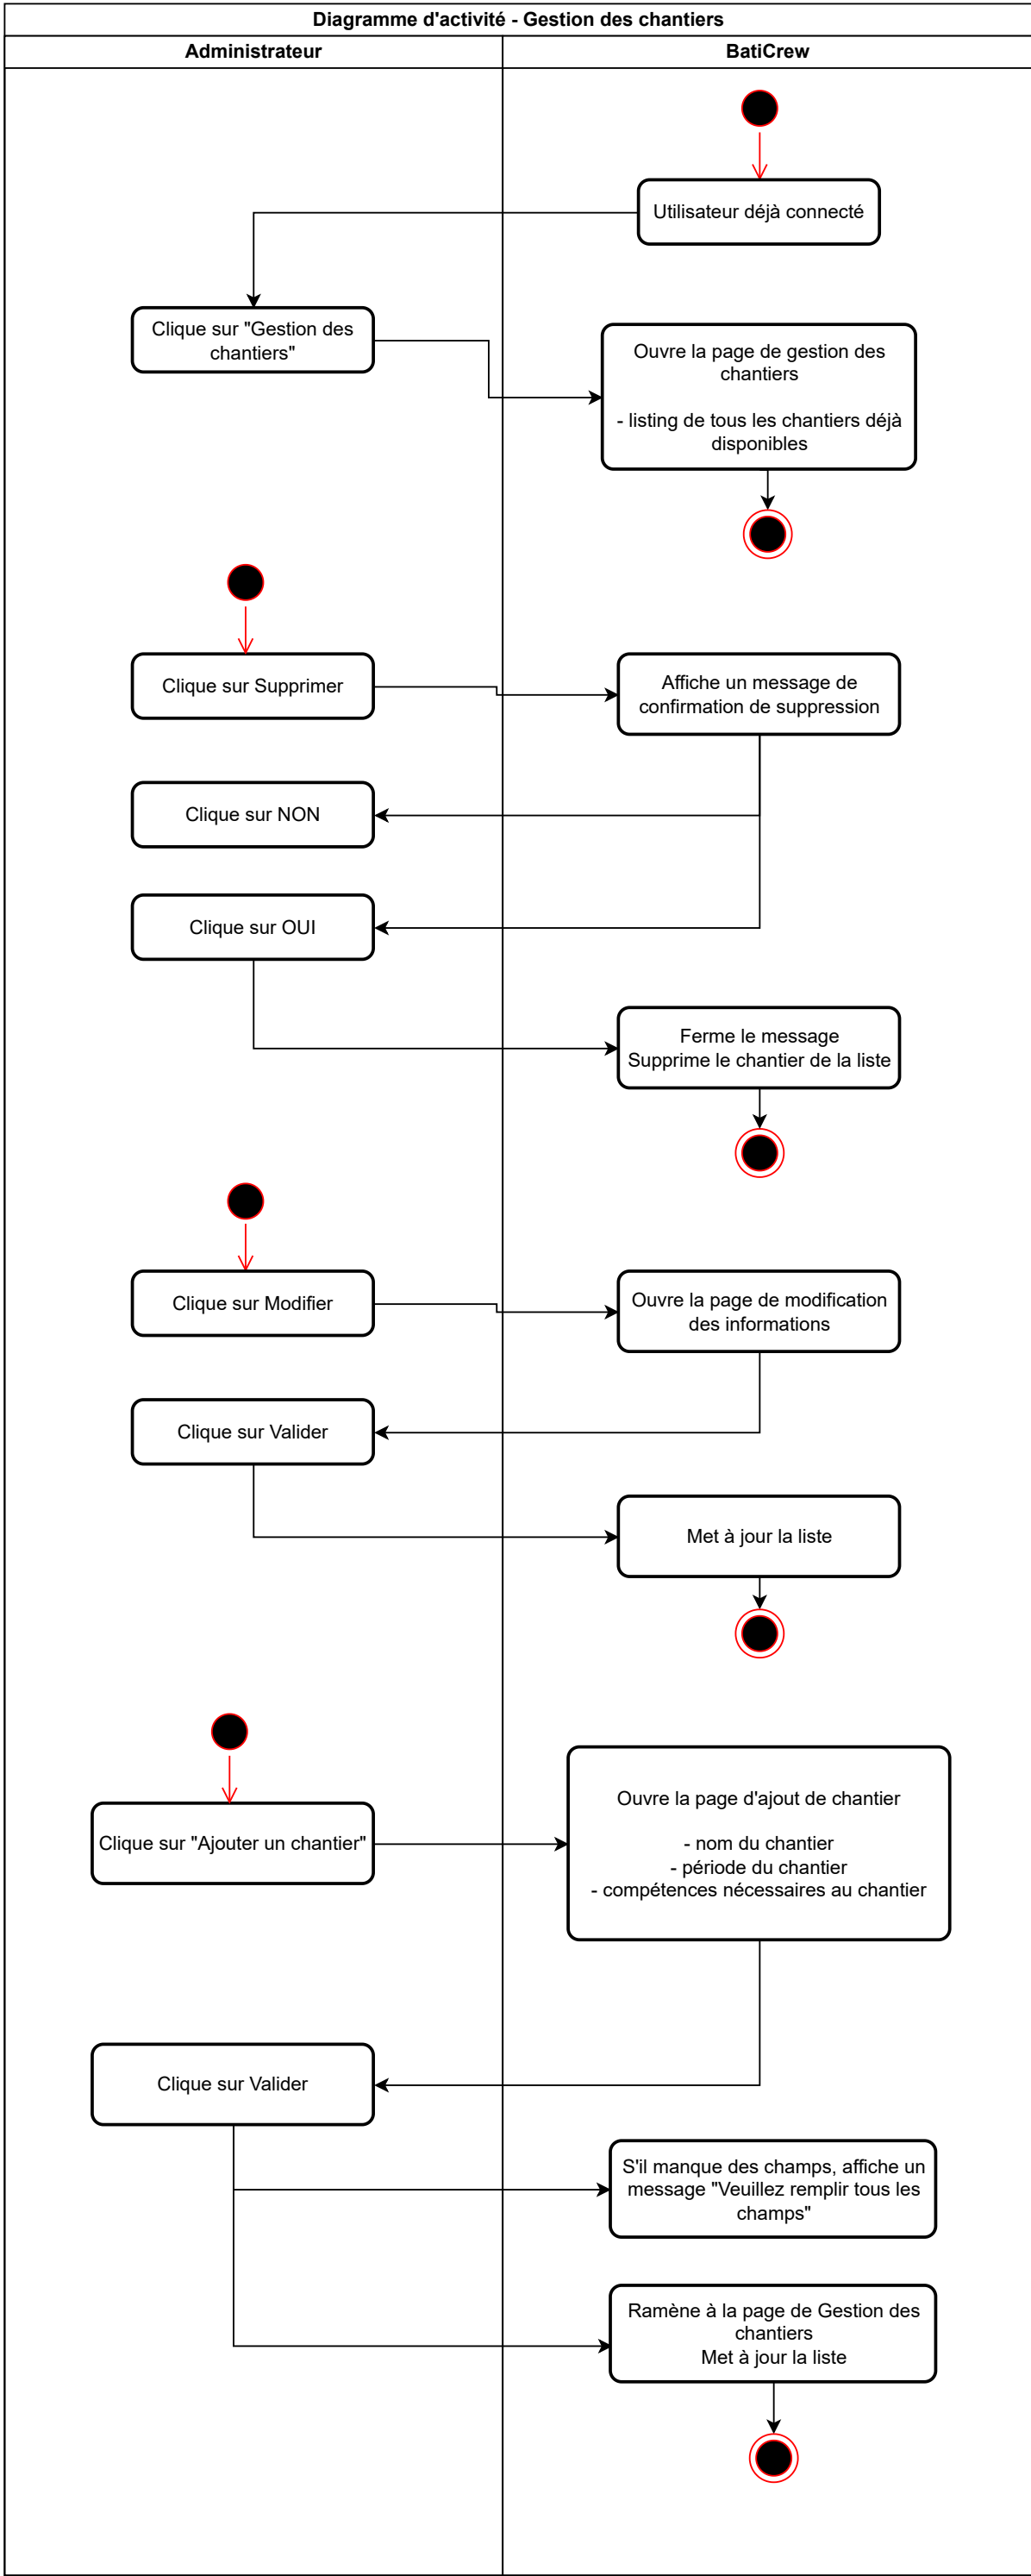 Diagramme d'activité - Gestion des chantiers
Administrateur
BatiCrew
Utilisateur déjà connecté
Clique sur "Gestion des
chantiers"
Ouvre la page de gestion des
chantiers
- listing de tous les chantiers déjà
disponibles
Clique sur Supprimer
Affiche un message de
confirmation de suppression
Clique sur NON
Clique sur OUI
Ferme le message
Supprime le chantier de la liste
Clique sur Modifier
Ouvre la page de modification
des informations
Clique sur Valider
Met à jour la liste
Clique sur "Ajouter un chantier"
Ouvre la page d'ajout de chantier
- nom du chantier
- période du chantier
- compétences nécessaires au chantier
Clique sur Valider
S'il manque des champs, affiche un
message "Veuillez remplir tous les
champs"
Ramène à la page de Gestion des
chantiers
Met à jour la liste